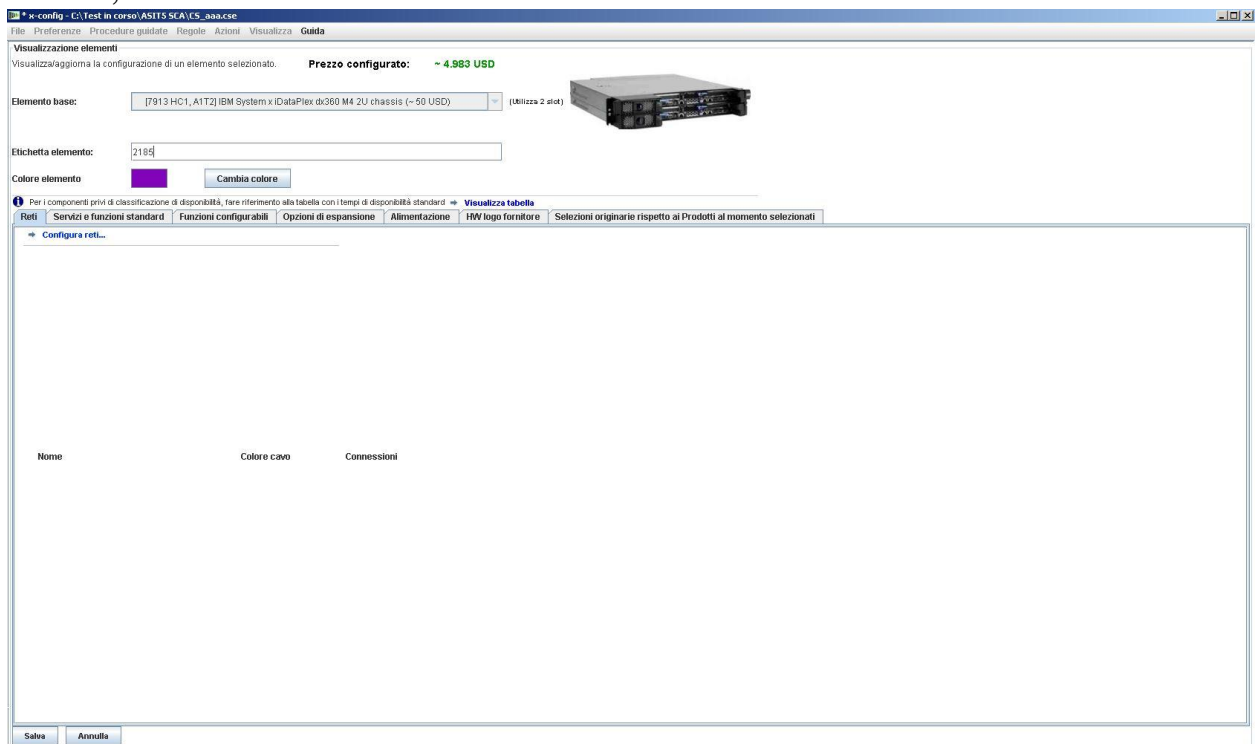 * x-config - C:\Test in corso\ASITS SCA\CS_aaa.cse
File Preferenze Procedure guidate Regole Azioni Visualizza Guida
Visualizzazione elementi
Visualizza/aggiorna la configurazione di un elemento selezionato. Prezzo configurato: ~ 4.983 USD
Elemento base: [7913 HC1, A1T2] IBM System x iDataPlex dx360 M4 2U chassis (~ 50 USD) (Utilizza 2 slot)
Etichetta elemento: 2185
Colore elemento Cambia colore
Per i componenti privi di classificazione di disponibilità, fare riferimento alla tabella con i tempi di disponibilità standard Visualizza tabella
Reti Servizi e funzioni standard Funzioni configurabili Opzioni di espansione Alimentazione HW logo fornitore Selezioni originarie rispetto ai Prodotti al momento selezionati
Configura reti...
Nome Colore cavo Connessioni
Salva Annulla